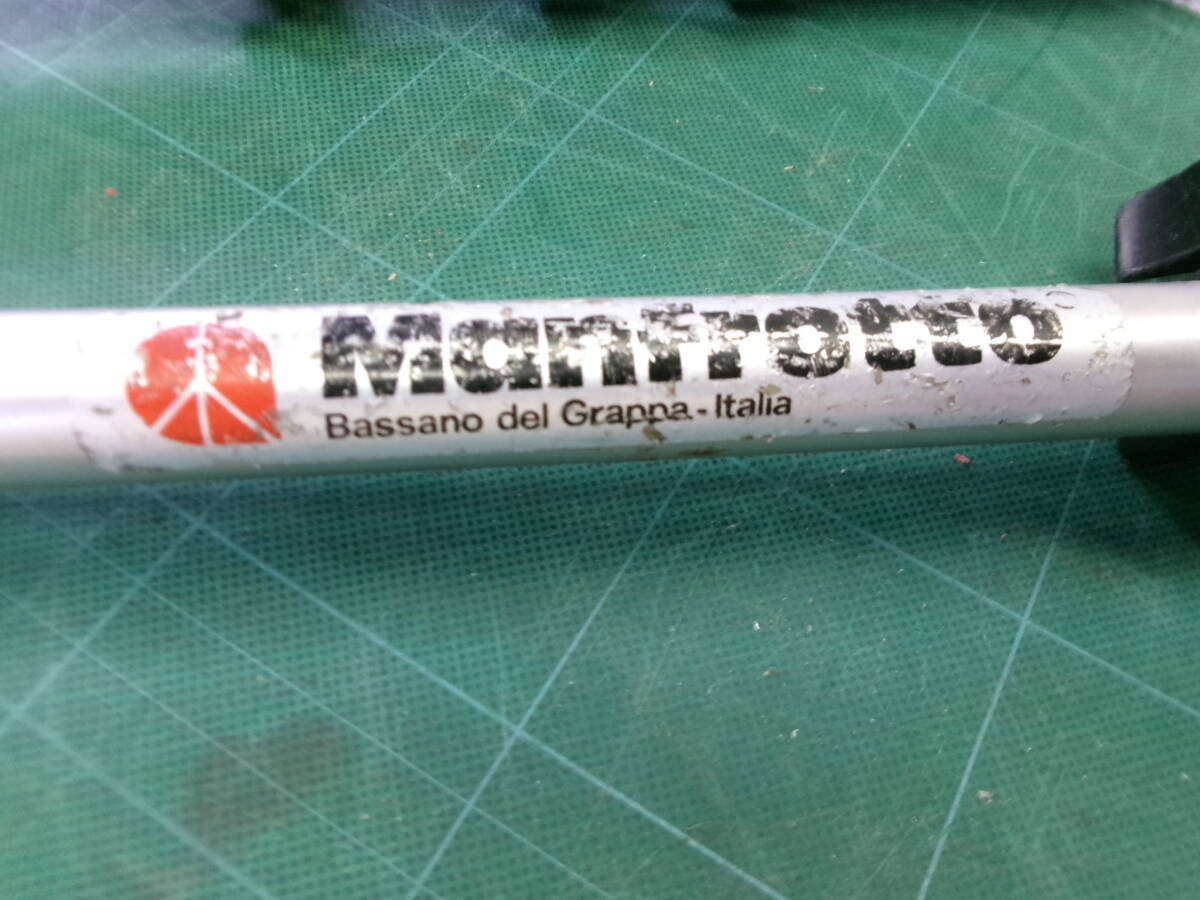 Manfrotto
Bassano del Grappa - Italia